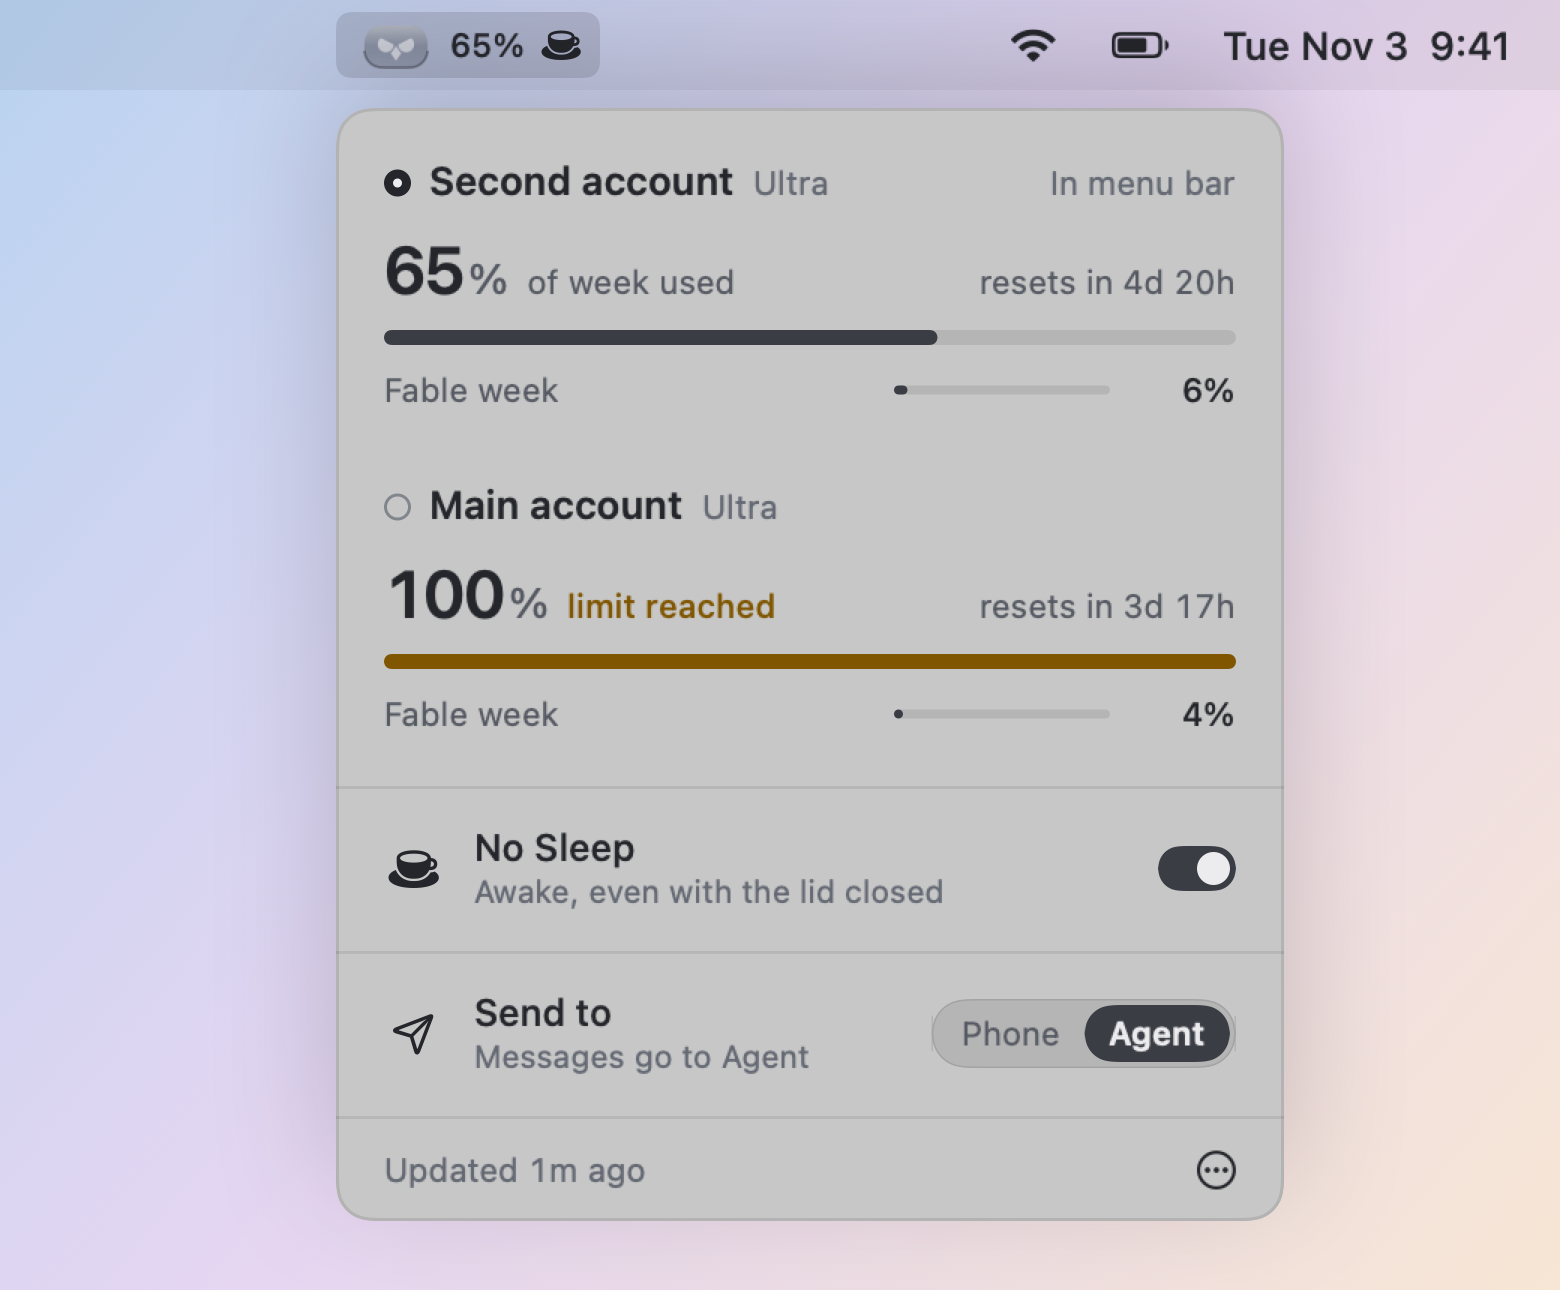 65% Tue Nov 3 9:41
Second account Ultra In menu bar
65% of week used resets in 4d 20h
Fable week 6%
Main account Ultra
100% limit reached resets in 3d 17h
Fable week 4%
No Sleep
Awake, even with the lid closed
Send to
Messages go to Agent
Phone Agent
Updated 1m ago